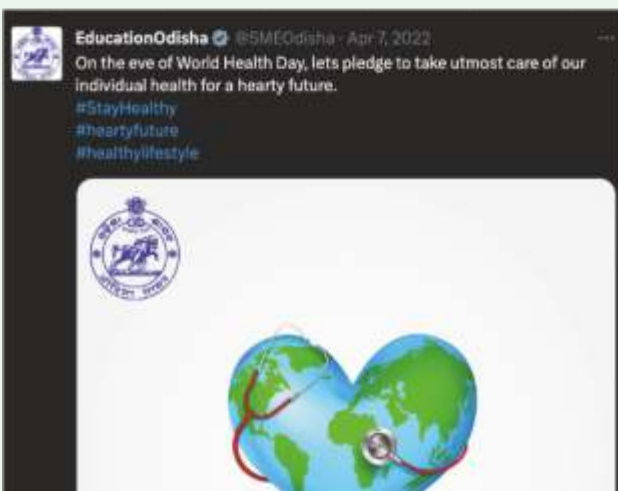 EducationOdisha @SMEOdisha · Apr 7, 2022
On the eve of World Health Day, lets pledge to take utmost care of our
individual health for a hearty future.
#StayHealthy
#heartyfuture
#healthylifestyle